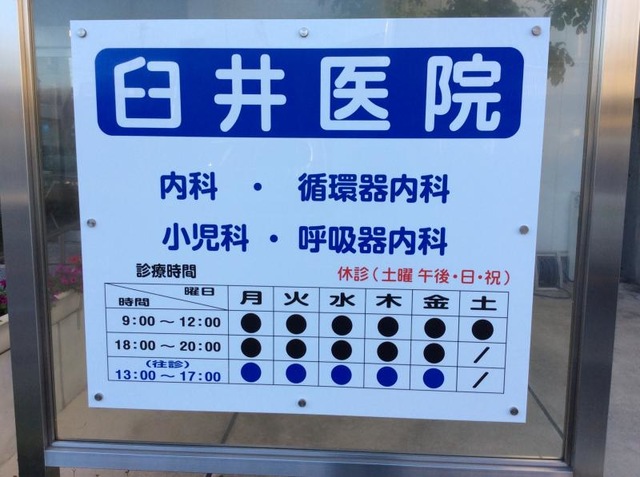 臼井医院
内科 ・ 循環器内科
小児科・呼吸器内科
診療時間 休診(土曜 午後・日・祝)
時間 曜日 月 火 水 木 金 土
9:00～12:00 ● ● ● ● ● ●
18:00～20:00 ● ● ● ● ● /
(往診)
13:00～17:00 ● ● ● ● ● /